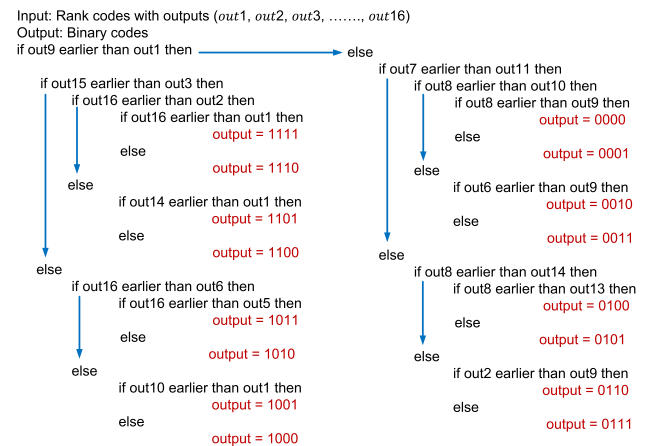 Input: Rank codes with outputs (out1, out2, out3, ……., out16)
Output: Binary codes
if out9 earlier than out1 then
if out15 earlier than out3 then
if out16 earlier than out2 then
if out16 earlier than out1 then
output = 1111
else
output = 1110
else
if out14 earlier than out1 then
output = 1101
else
output = 1100
else
if out16 earlier than out6 then
if out16 earlier than out5 then
output = 1011
else
output = 1010
else
if out10 earlier than out1 then
output = 1001
else
output = 1000
else
if out7 earlier than out11 then
if out8 earlier than out10 then
if out8 earlier than out9 then
output = 0000
else
output = 0001
else
if out6 earlier than out9 then
output = 0010
else
output = 0011
else
if out8 earlier than out14 then
if out8 earlier than out13 then
output = 0100
else
output = 0101
else
if out2 earlier than out9 then
output = 0110
else
output = 0111